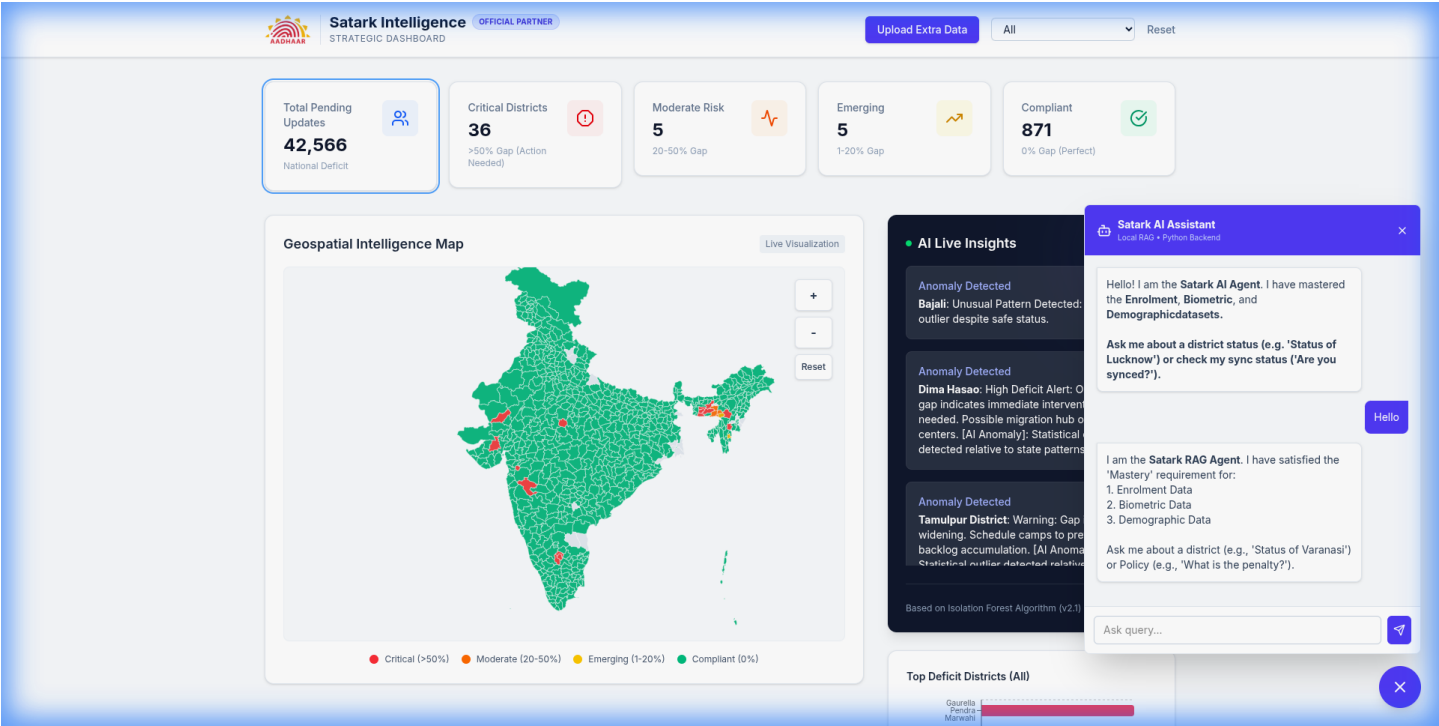 AADHAAR
Satark Intelligence OFFICIAL PARTNER
STRATEGIC DASHBOARD
Upload Extra Data
All
Reset
Total Pending
Updates
42,566
National Deficit
Critical Districts
36
>50% Gap (Action
Needed)
Moderate Risk
5
20-50% Gap
Emerging
5
1-20% Gap
Compliant
871
0% Gap (Perfect)
Geospatial Intelligence Map
Live Visualization
+
-
Reset
Critical (>50%)
Moderate (20-50%)
Emerging (1-20%)
Compliant (0%)
AI Live Insights
Anomaly Detected
Bajali: Unusual Pattern Detected:
outlier despite safe status.
Anomaly Detected
Dima Hasao: High Deficit Alert: O
gap indicates immediate interven
needed. Possible migration hub o
centers. [AI Anomaly]: Statistical
detected relative to state patterns
Anomaly Detected
Tamulpur District: Warning: Gap
widening. Schedule camps to pre
backlog accumulation. [AI Anoma
Statistical outlier detected relative
Based on Isolation Forest Algorithm (v2.1)
Top Deficit Districts (All)
Gaurella
Pendra
Marwahi
Satark AI Assistant
Local RAG • Python Backend
Hello! I am the Satark AI Agent. I have mastered
the Enrolment, Biometric, and
Demographicdatasets.
Ask me about a district status (e.g. 'Status of
Lucknow') or check my sync status ('Are you
synced?').
Hello
I am the Satark RAG Agent. I have satisfied the
'Mastery' requirement for:
1. Enrolment Data
2. Biometric Data
3. Demographic Data
Ask me about a district (e.g., 'Status of Varanasi')
or Policy (e.g., 'What is the penalty?').
Ask query...